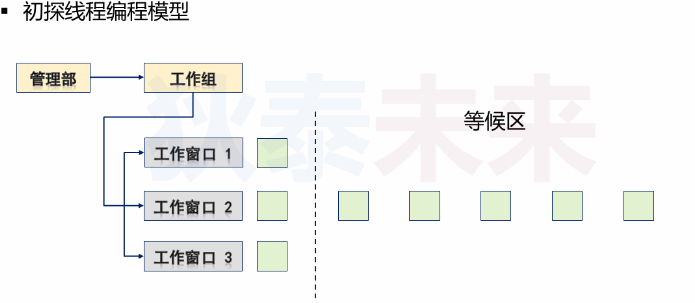 ▪ 初探线程编程模型
管理部
工作组
狄泰未来
等候区
工作窗口 1
工作窗口 2
工作窗口 3